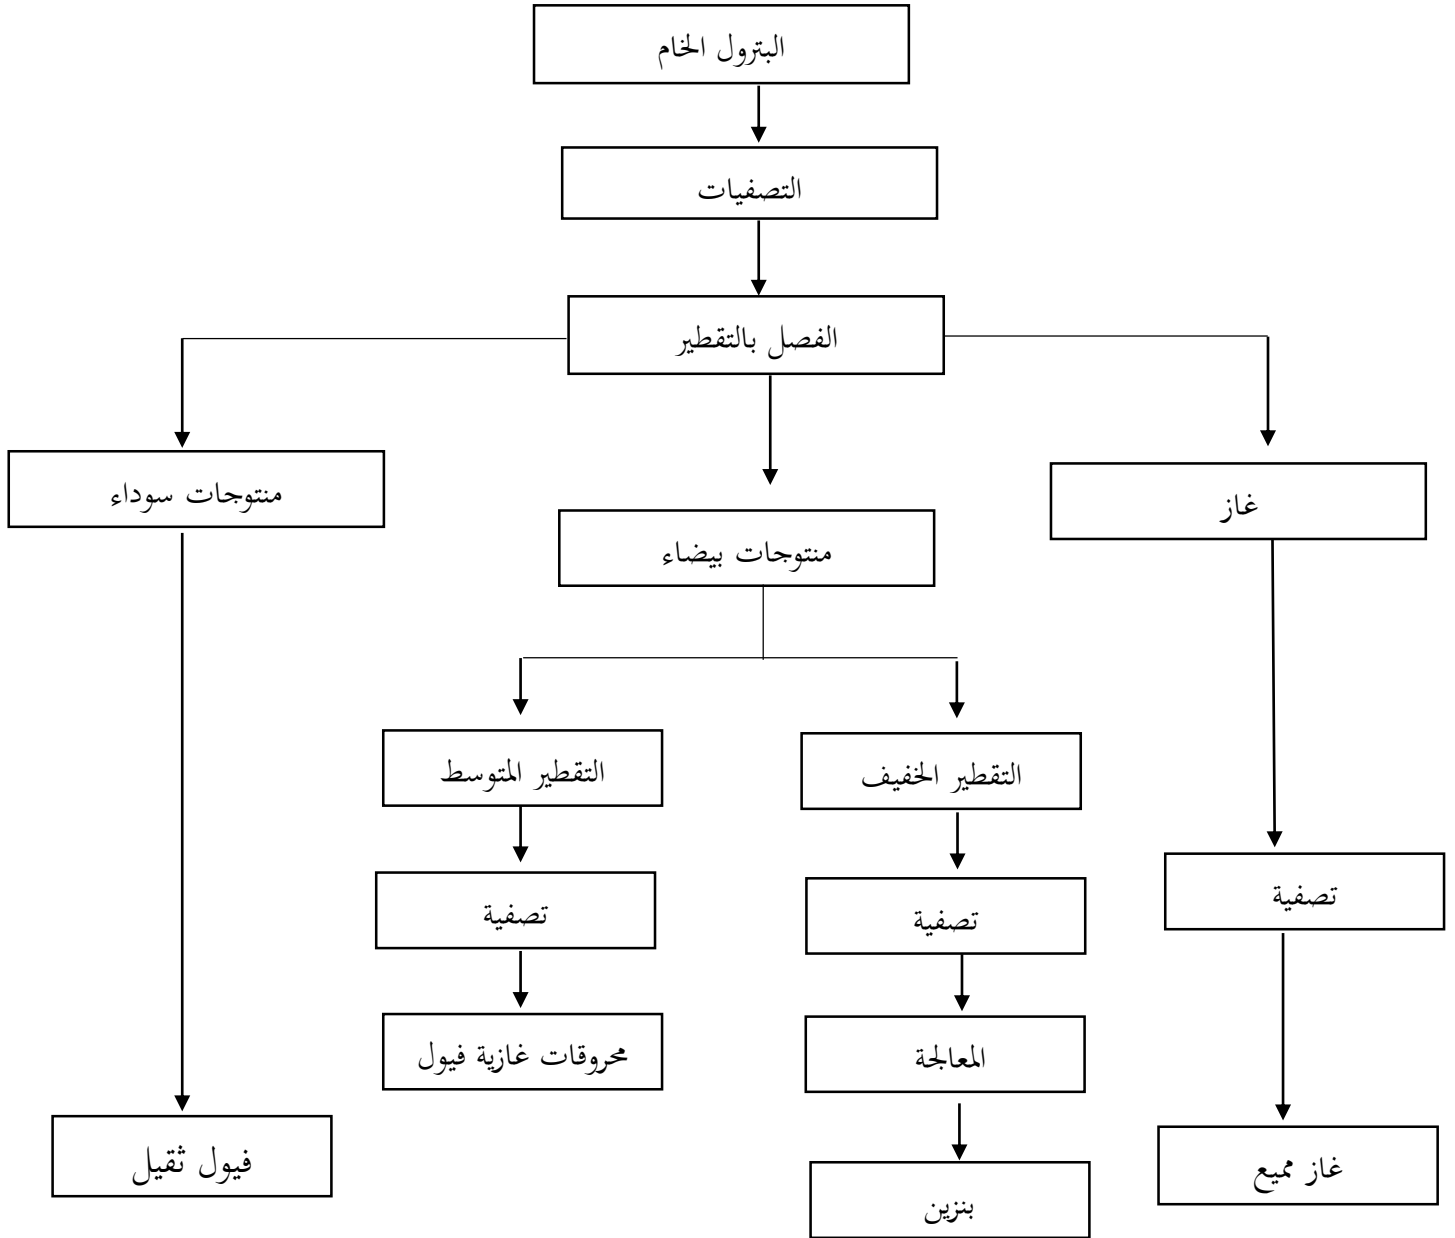 البترول الخام
التصفيات
الفصل بالتقطير
غاز
منتوجات بيضاء
منتوجات سوداء
التقطير الخفيف
التقطير المتوسط
تصفية
تصفية
تصفية
المعالجة
محروقات غازية فيول
غاز مميع
بنزين
فيول ثقيل